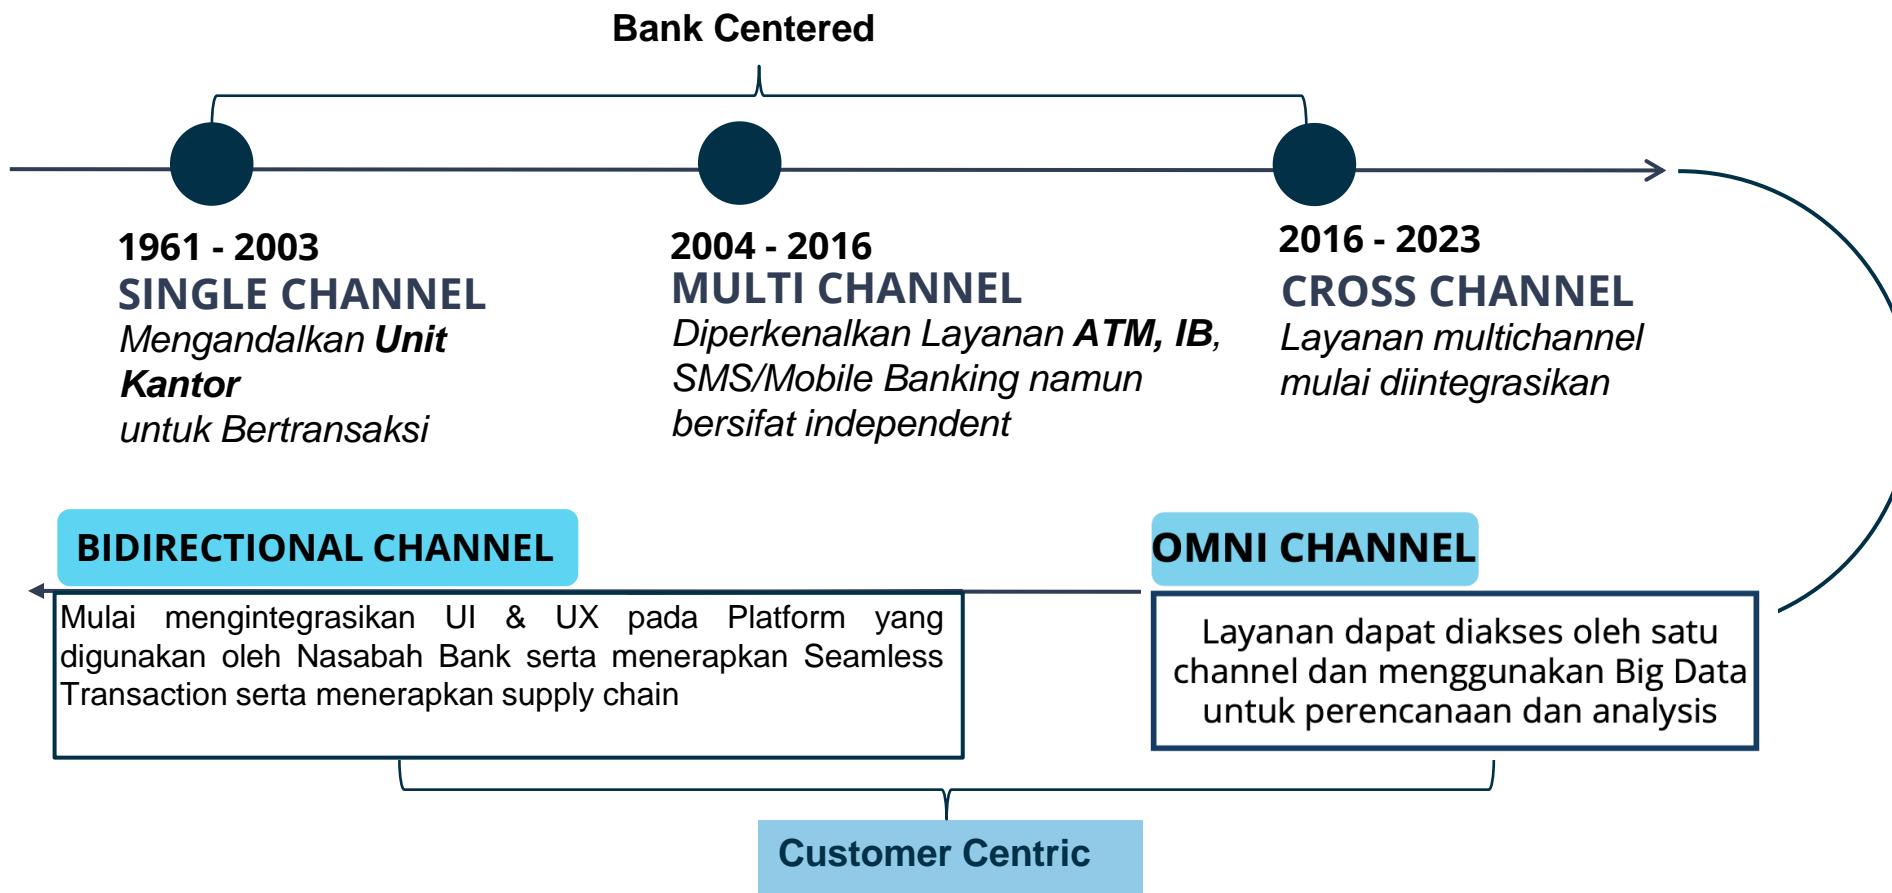 Bank Centered
1961 - 2003
SINGLE CHANNEL
Mengandalkan Unit
Kantor
untuk Bertransaksi
2004 - 2016
MULTI CHANNEL
Diperkenalkan Layanan ATM, IB,
SMS/Mobile Banking namun
bersifat independent
2016 - 2023
CROSS CHANNEL
Layanan multichannel
mulai diintegrasikan
OMNI CHANNEL
Layanan dapat diakses oleh satu
channel dan menggunakan Big Data
untuk perencanaan dan analysis
BIDIRECTIONAL CHANNEL
Mulai mengintegrasikan UI & UX pada Platform yang
digunakan oleh Nasabah Bank serta menerapkan Seamless
Transaction serta menerapkan supply chain
Customer Centric